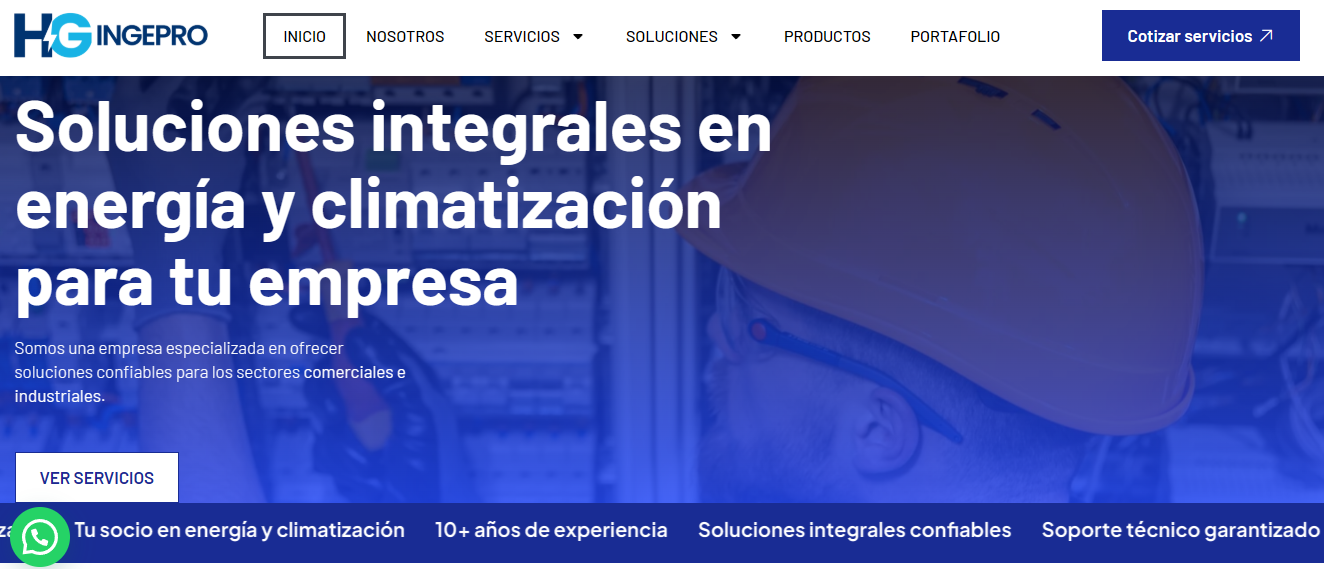 HG INGEPRO
INICIO
NOSOTROS
SERVICIOS
SOLUCIONES
PRODUCTOS
PORTAFOLIO
Cotizar servicios
Soluciones integrales en
energía y climatización
para tu empresa
Somos una empresa especializada en ofrecer
soluciones confiables para los sectores comerciales e
industriales.
VER SERVICIOS
Tu socio en energía y climatización
10+ años de experiencia
Soluciones integrales confiables
Soporte técnico garantizado